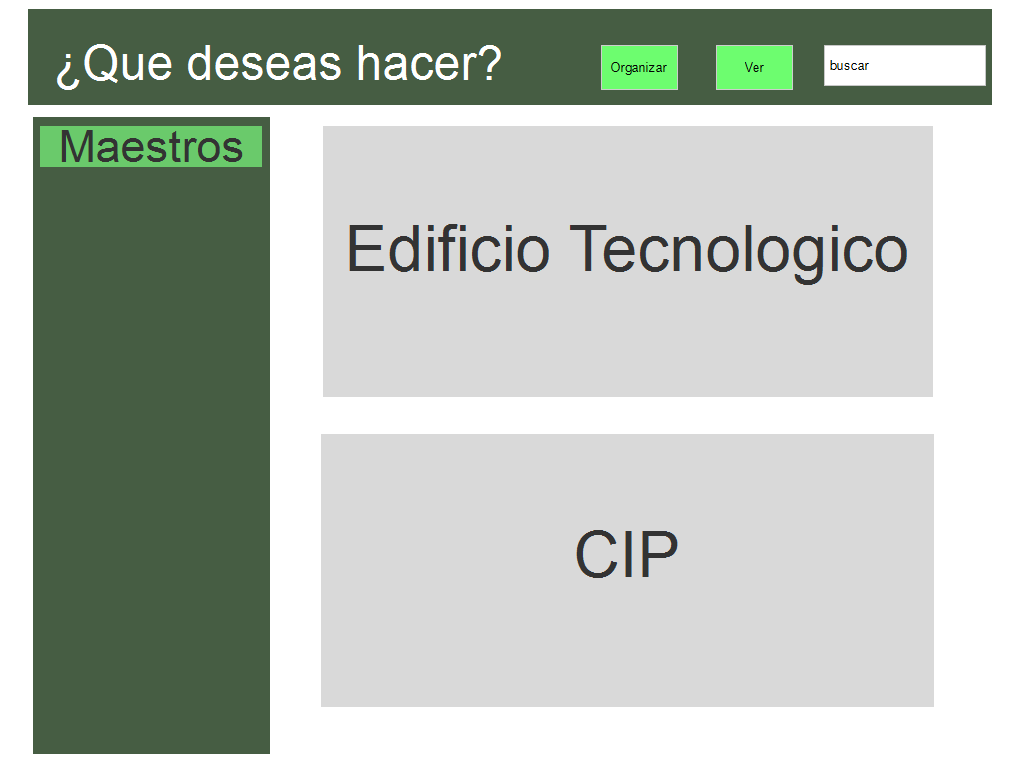 ¿Que deseas hacer?
Organizar
Ver
buscar
Maestros
Edificio Tecnologico
CIP